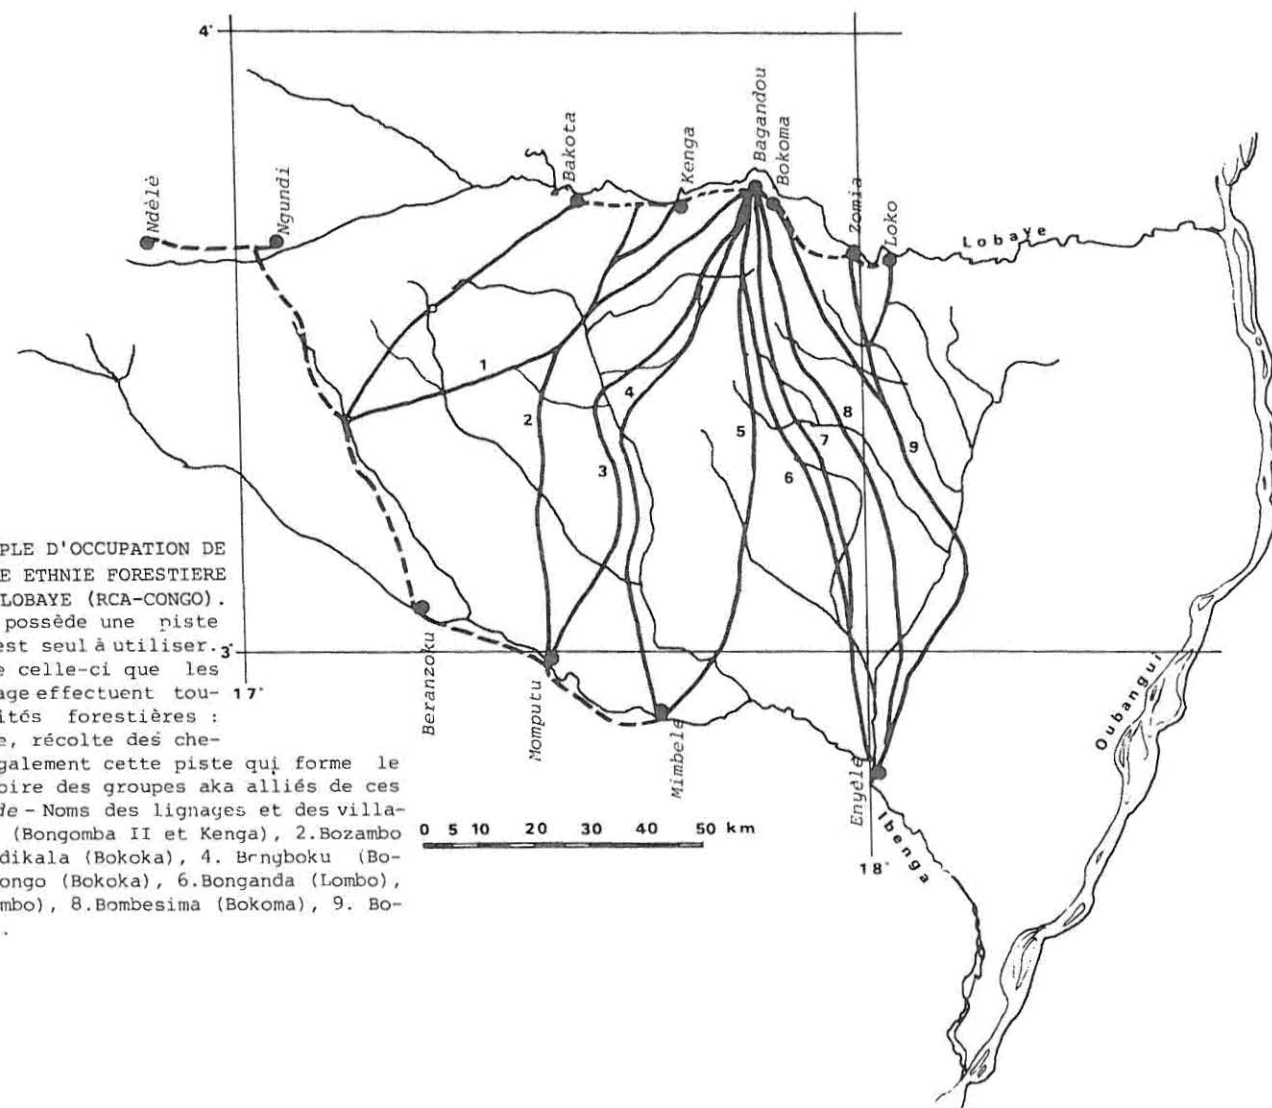 4°
Ndèlè
Ngundi
Bakota
Kenga
Bagandou
Bokoma
Zomia
Loko
Lobaye
1
2
3
4
5
6
7
8
9
PLE D'OCCUPATION DE
E ETHNIE FORESTIERE
LOBAYE (RCA-CONGO).
possède une piste
est seul à utiliser.
e celle-ci que les
age effectuent tou-
ités forestières :
e, récolte des che-
galement cette piste qui forme le
oire des groupes aka alliés de ces
de - Noms des lignages et des villa-
(Bongomba II et Kenga), 2.Bozambo
dikala (Bokoka), 4. (Bo-
ongo (Bokoka), 6.Bonganda (Lombo),
mbo), 8.Bombesima (Bokoma), 9. Bo-
.
3°
17°
Beranzoku
Momputu
Mimbele
Enyèle
18°
Ibenga
Oubangui
0 5 10 20 30 40 50 km